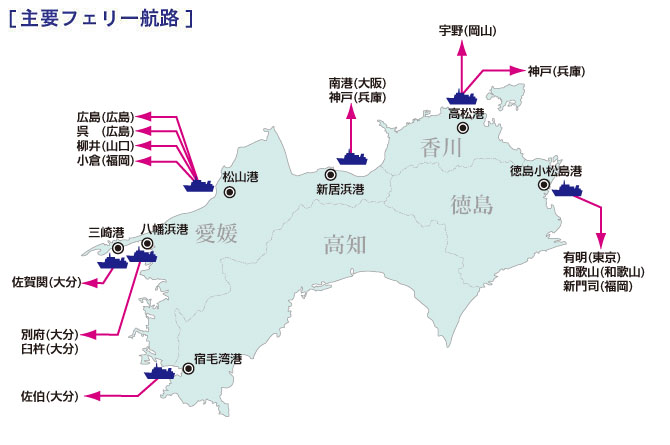 [ 主要フェリー航路 ]
宇野(岡山)
神戸(兵庫)
南港(大阪)
神戸(兵庫)
広島(広島)
呉　(広島)
柳井(山口)
小倉(福岡)
高松港
香川
松山港
新居浜港
徳島小松島港
徳島
三崎港
八幡浜港
愛媛
高知
有明(東京)
和歌山(和歌山)
新門司(福岡)
佐賀関(大分)
別府(大分)
臼杵(大分)
宿毛湾港
佐伯(大分)